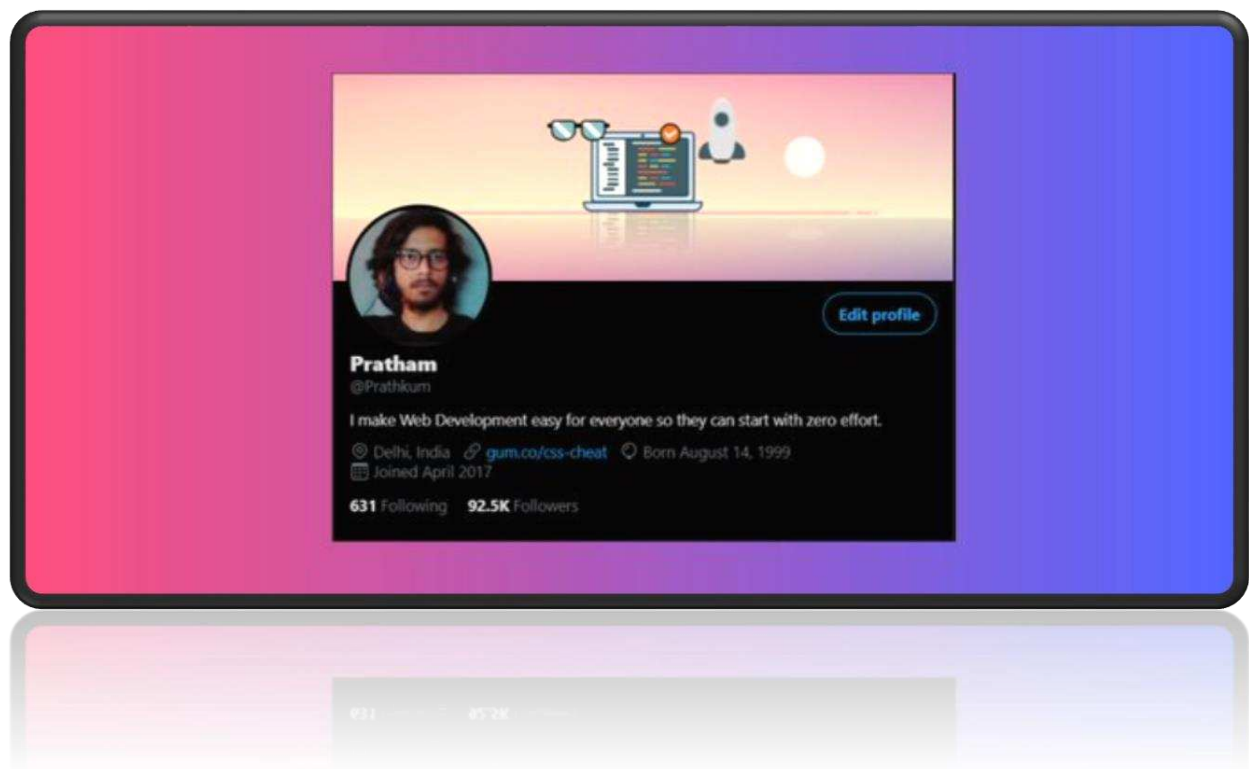 Edit profile
Pratham
@Prathkum
I make Web Development easy for everyone so they can start with zero effort.
Delhi, India gum.co/css-cheat Born August 14, 1999
Joined April 2017
631 Following 92.5K Followers